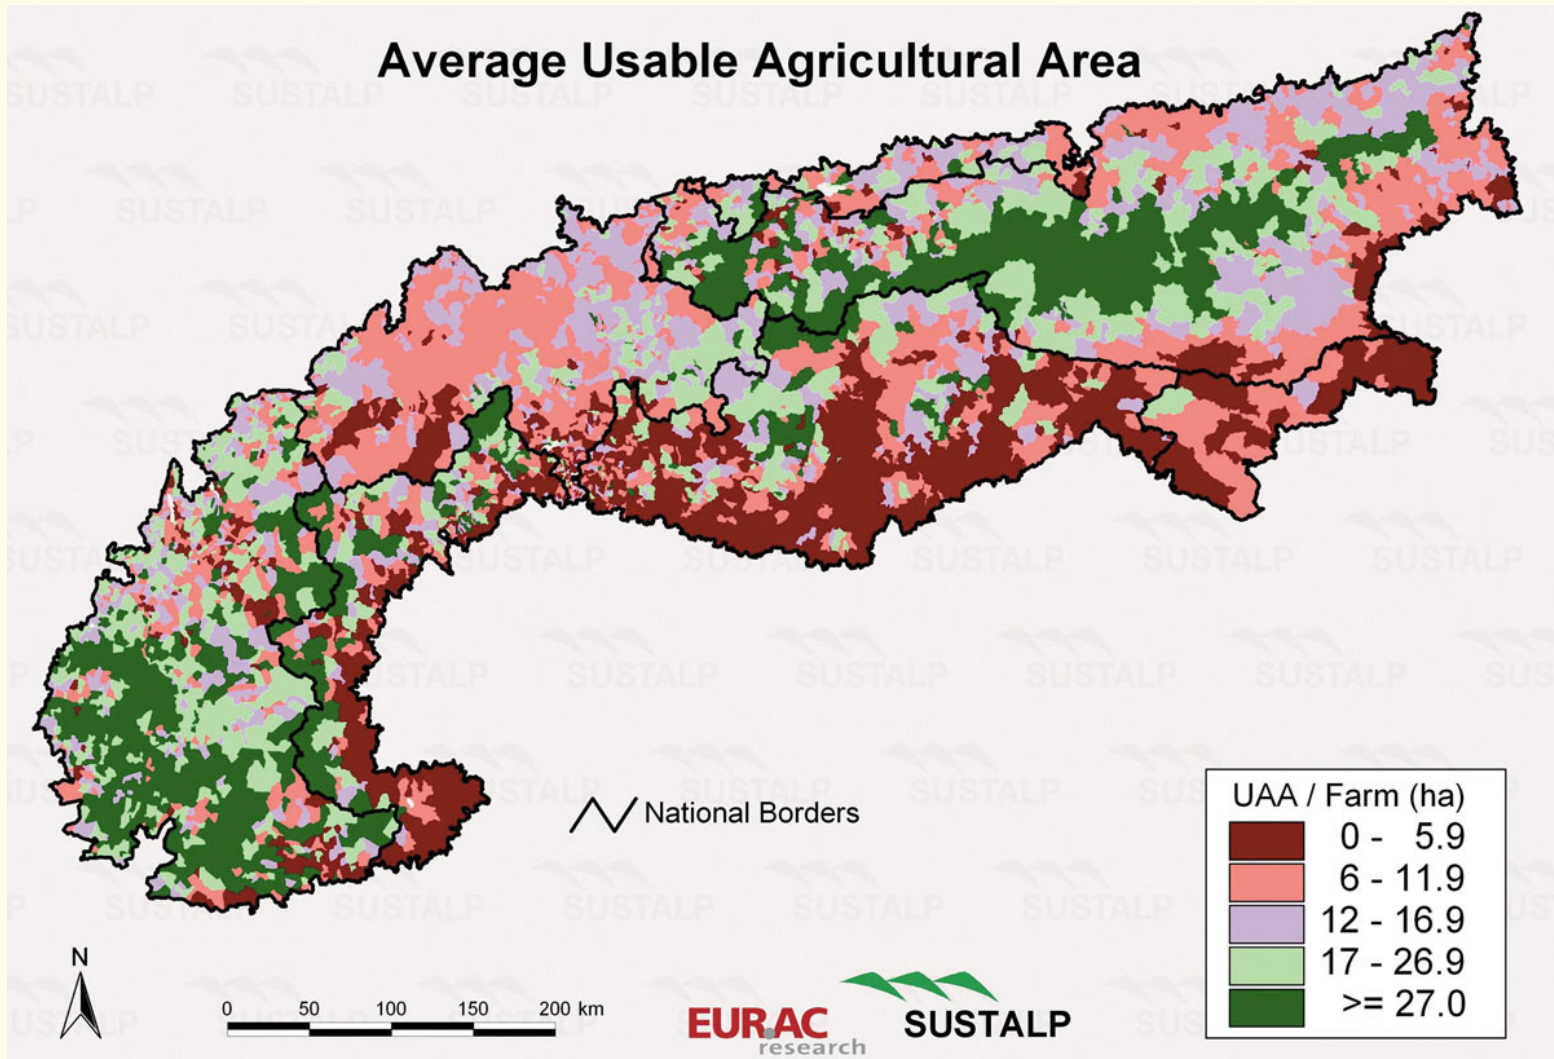 Average Usable Agricultural Area
National Borders
UAA / Farm (ha)
0 - 5.9
6 - 11.9
12 - 16.9
17 - 26.9
>= 27.0
N
0 50 100 150 200 km
EURAC
research
SUSTALP